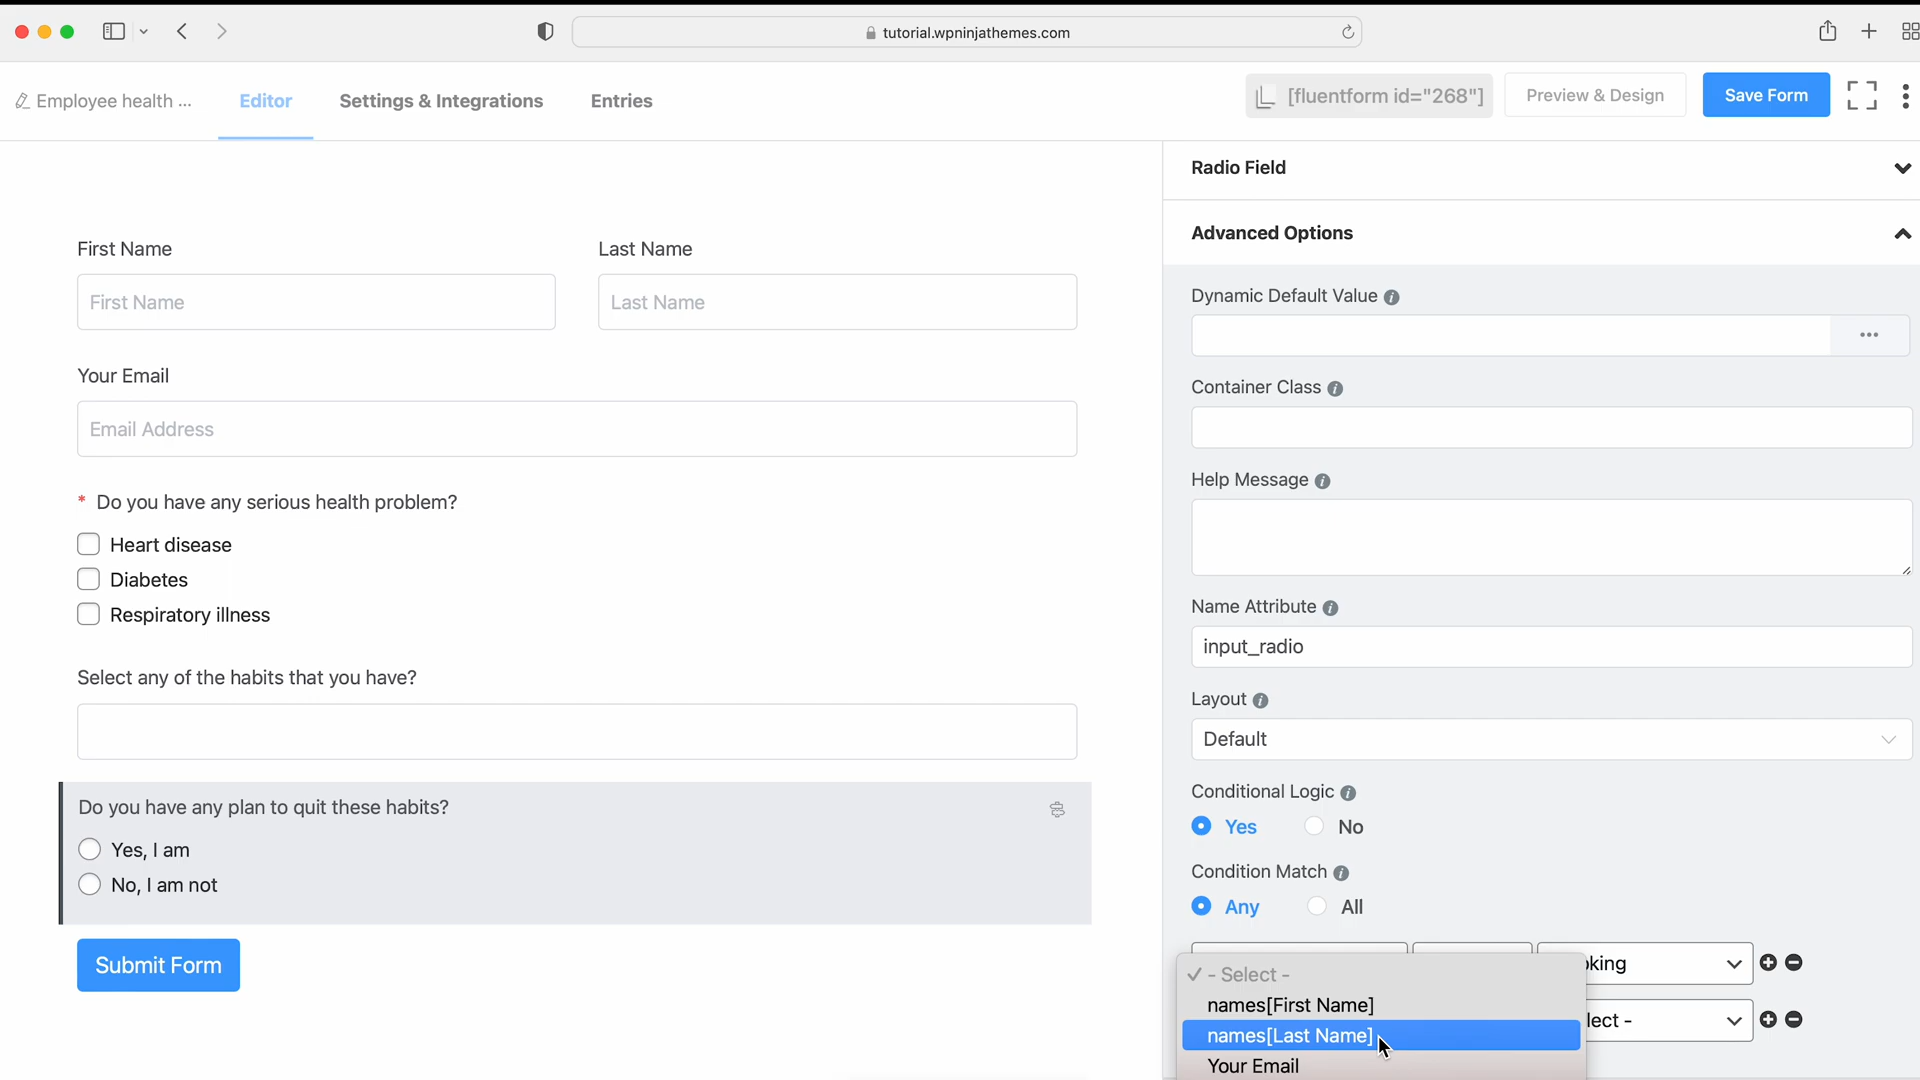 tutorial.wpninjathemes.com
Employee health ...
Editor
Settings & Integrations
Entries
[fluentform id="268"]
Preview & Design
Save Form
First Name
Last Name
First Name
Last Name
Your Email
Email Address
* Do you have any serious health problem?
Heart disease
Diabetes
Respiratory illness
Select any of the habits that you have?
Do you have any plan to quit these habits?
Yes, I am
No, I am not
Submit Form
Radio Field
Advanced Options
Dynamic Default Value
Container Class
Help Message
Name Attribute
input_radio
Layout
Default
Conditional Logic
Yes
No
Condition Match
Any
All
- Select -
names[First Name]
names[Last Name]
Your Email